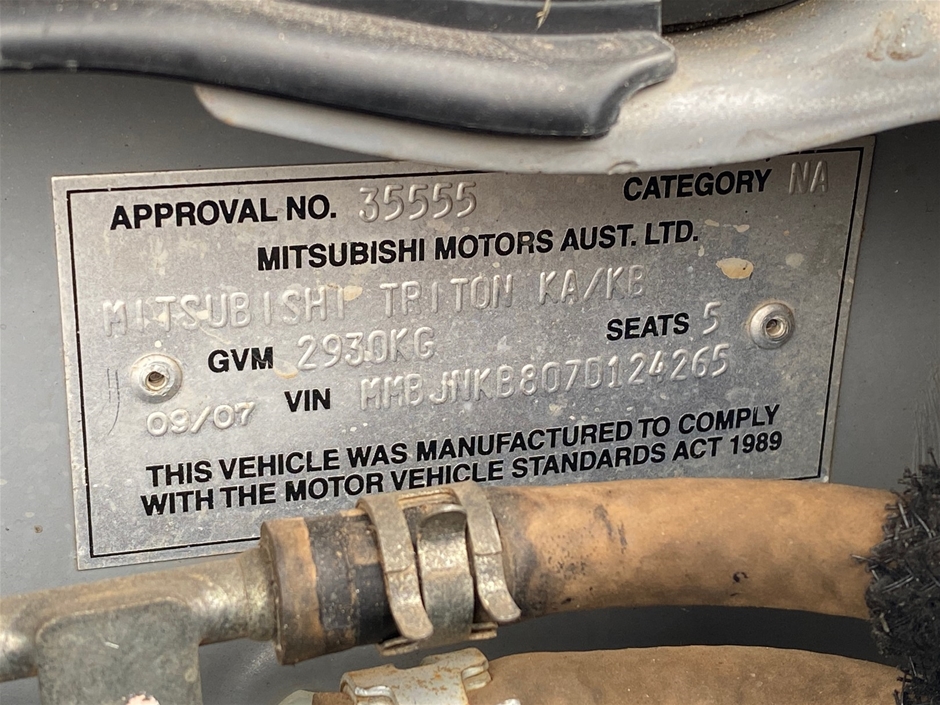 APPROVAL NO. 35555 CATEGORY NA
MITSUBISHI MOTORS AUST. LTD.
MITSUBISHI TRITON KA/KB
GVM 2930KG SEATS 5
09/07 VIN MMBJNKB807D124265
THIS VEHICLE WAS MANUFACTURED TO COMPLY
WITH THE MOTOR VEHICLE STANDARDS ACT 1989